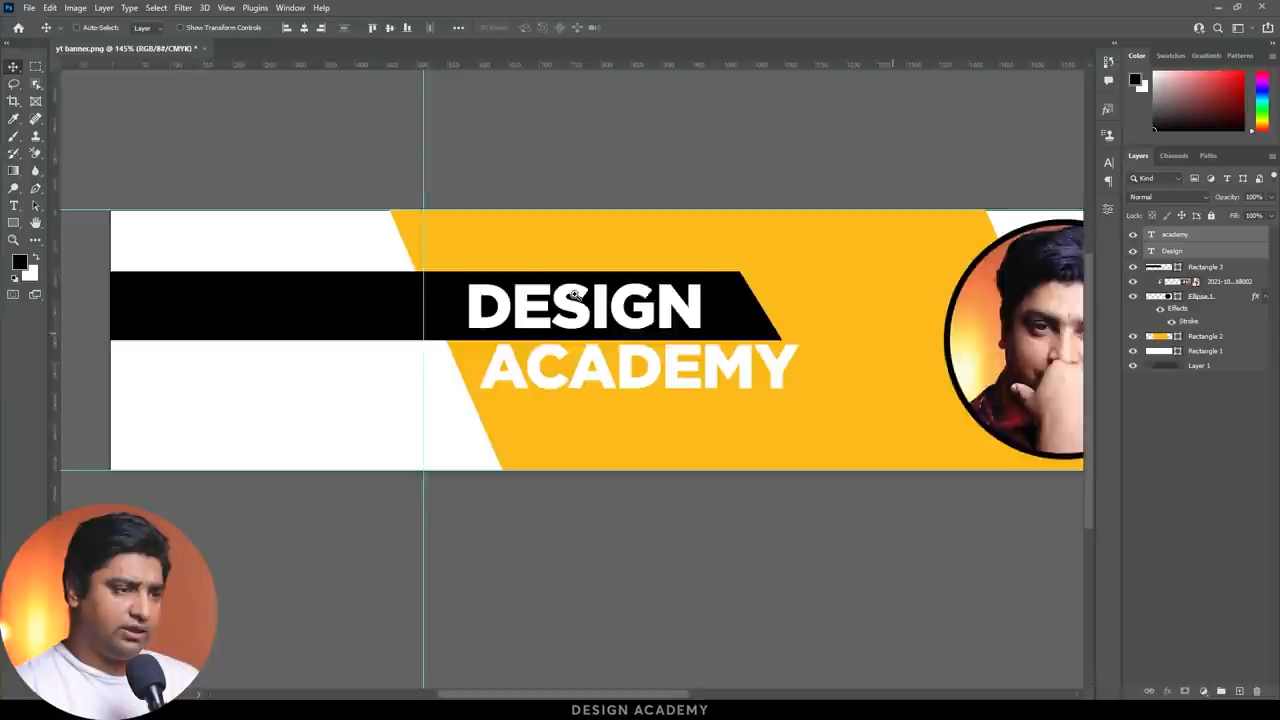 Ps File Edit Image Layer Type Select Filter 3D View Plugins Window Help
Auto-Select: Layer Show Transform Controls
yt banner.png @ 145% (RGB/8#/CMYK) *
Color Swatches Gradients Patterns
Layers Channels Paths
Kind
Normal Opacity: 100%
Lock: Fill: 100%
T academy
T Design
Rectangle 3
Ellipse 1 fx
Effects
Stroke
Rectangle 2
Rectangle 1
Layer 1
DESIGN
ACADEMY
DESIGN ACADEMY